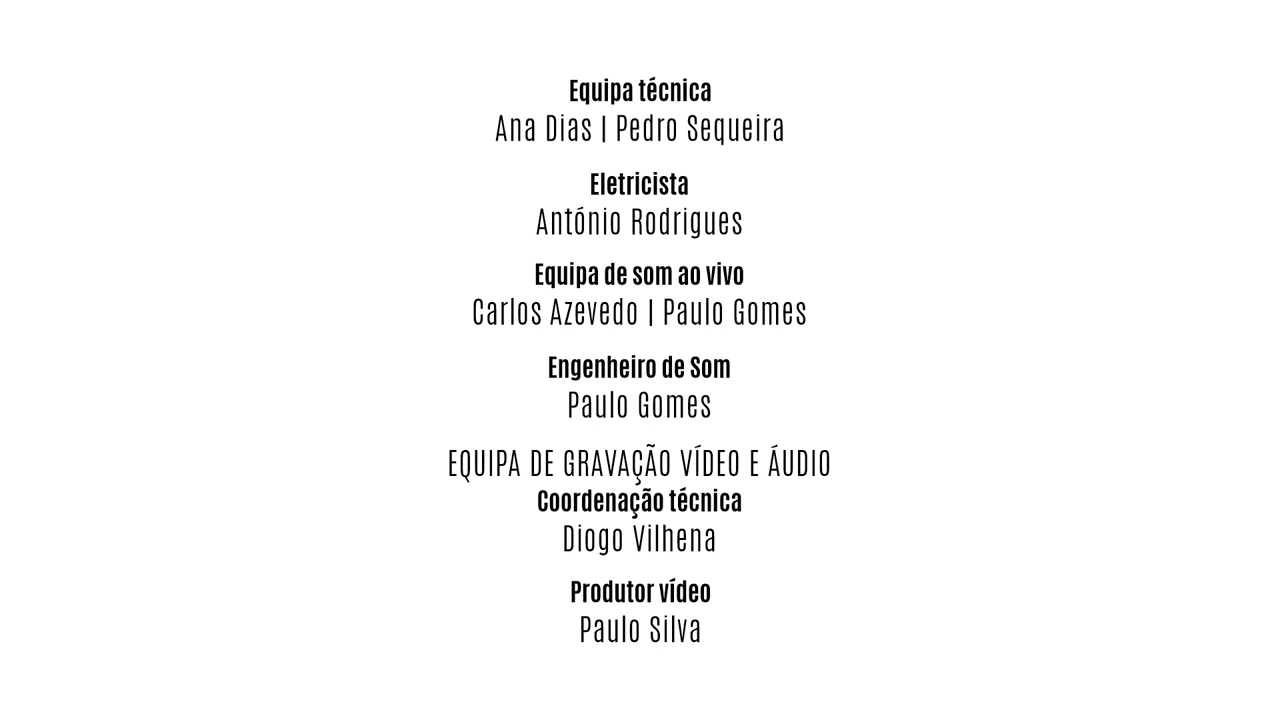 Equipa técnica
Ana Dias | Pedro Sequeira
Eletricista
António Rodrigues
Equipa de som ao vivo
Carlos Azevedo | Paulo Gomes
Engenheiro de Som
Paulo Gomes
EQUIPA DE GRAVAÇÃO VÍDEO E ÁUDIO
Coordenação técnica
Diogo Vilhena
Produtor vídeo
Paulo Silva